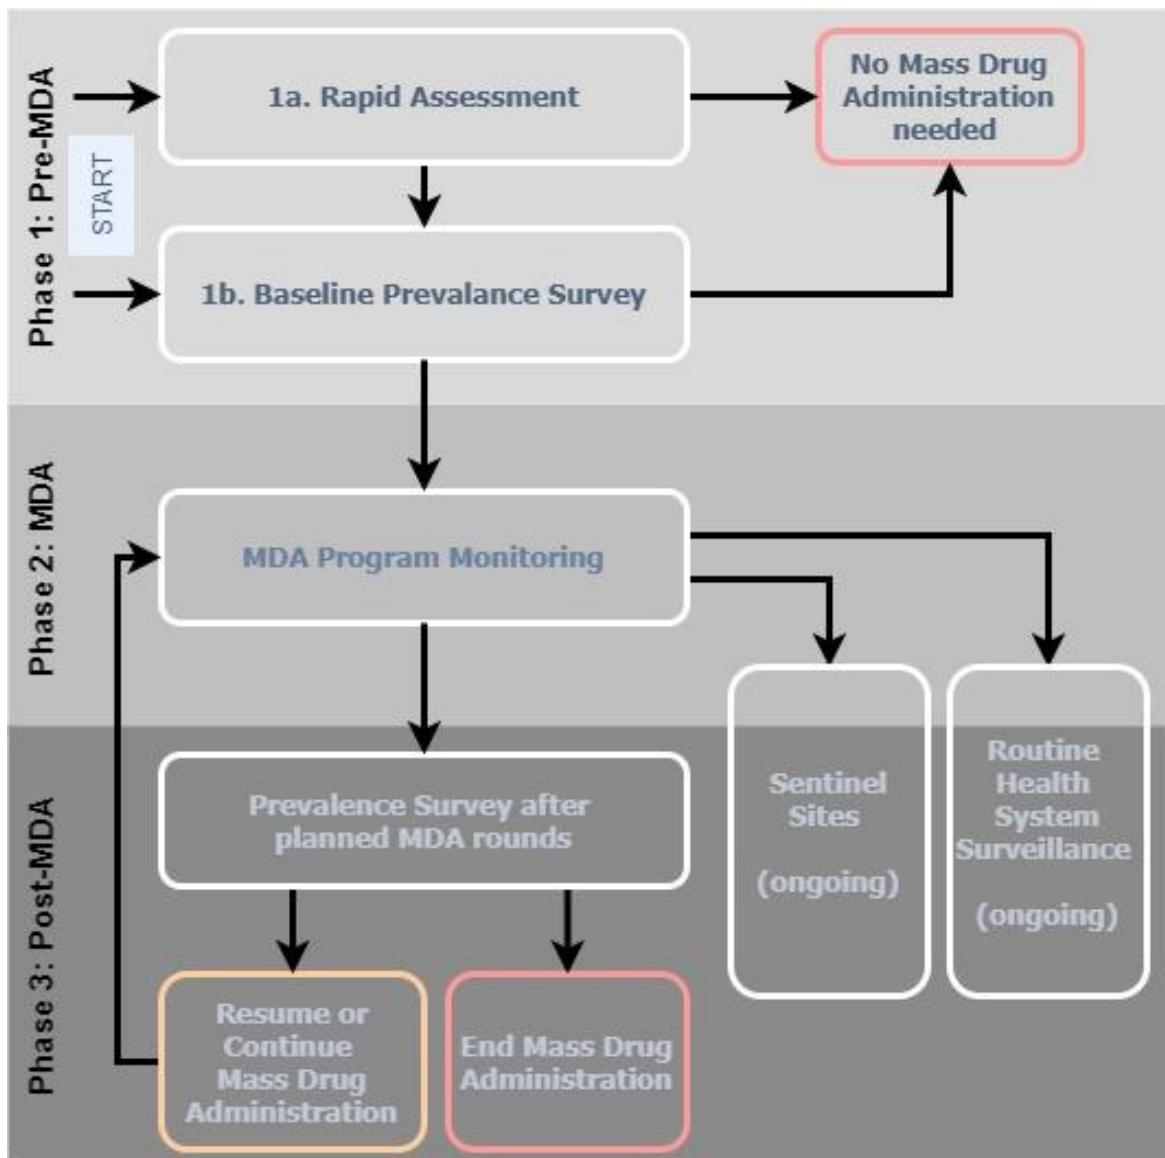 Phase 1: Pre-MDA
START
1a. Rapid Assessment
No Mass Drug
Administration
needed
1b. Baseline Prevalance Survey
Phase 2: MDA
MDA Program Monitoring
Phase 3: Post-MDA
Prevalence Survey after
planned MDA rounds
Sentinel
Sites
(ongoing)
Routine
Health
System
Surveillance
(ongoing)
Resume or
Continue
Mass Drug
Administration
End Mass Drug
Administration